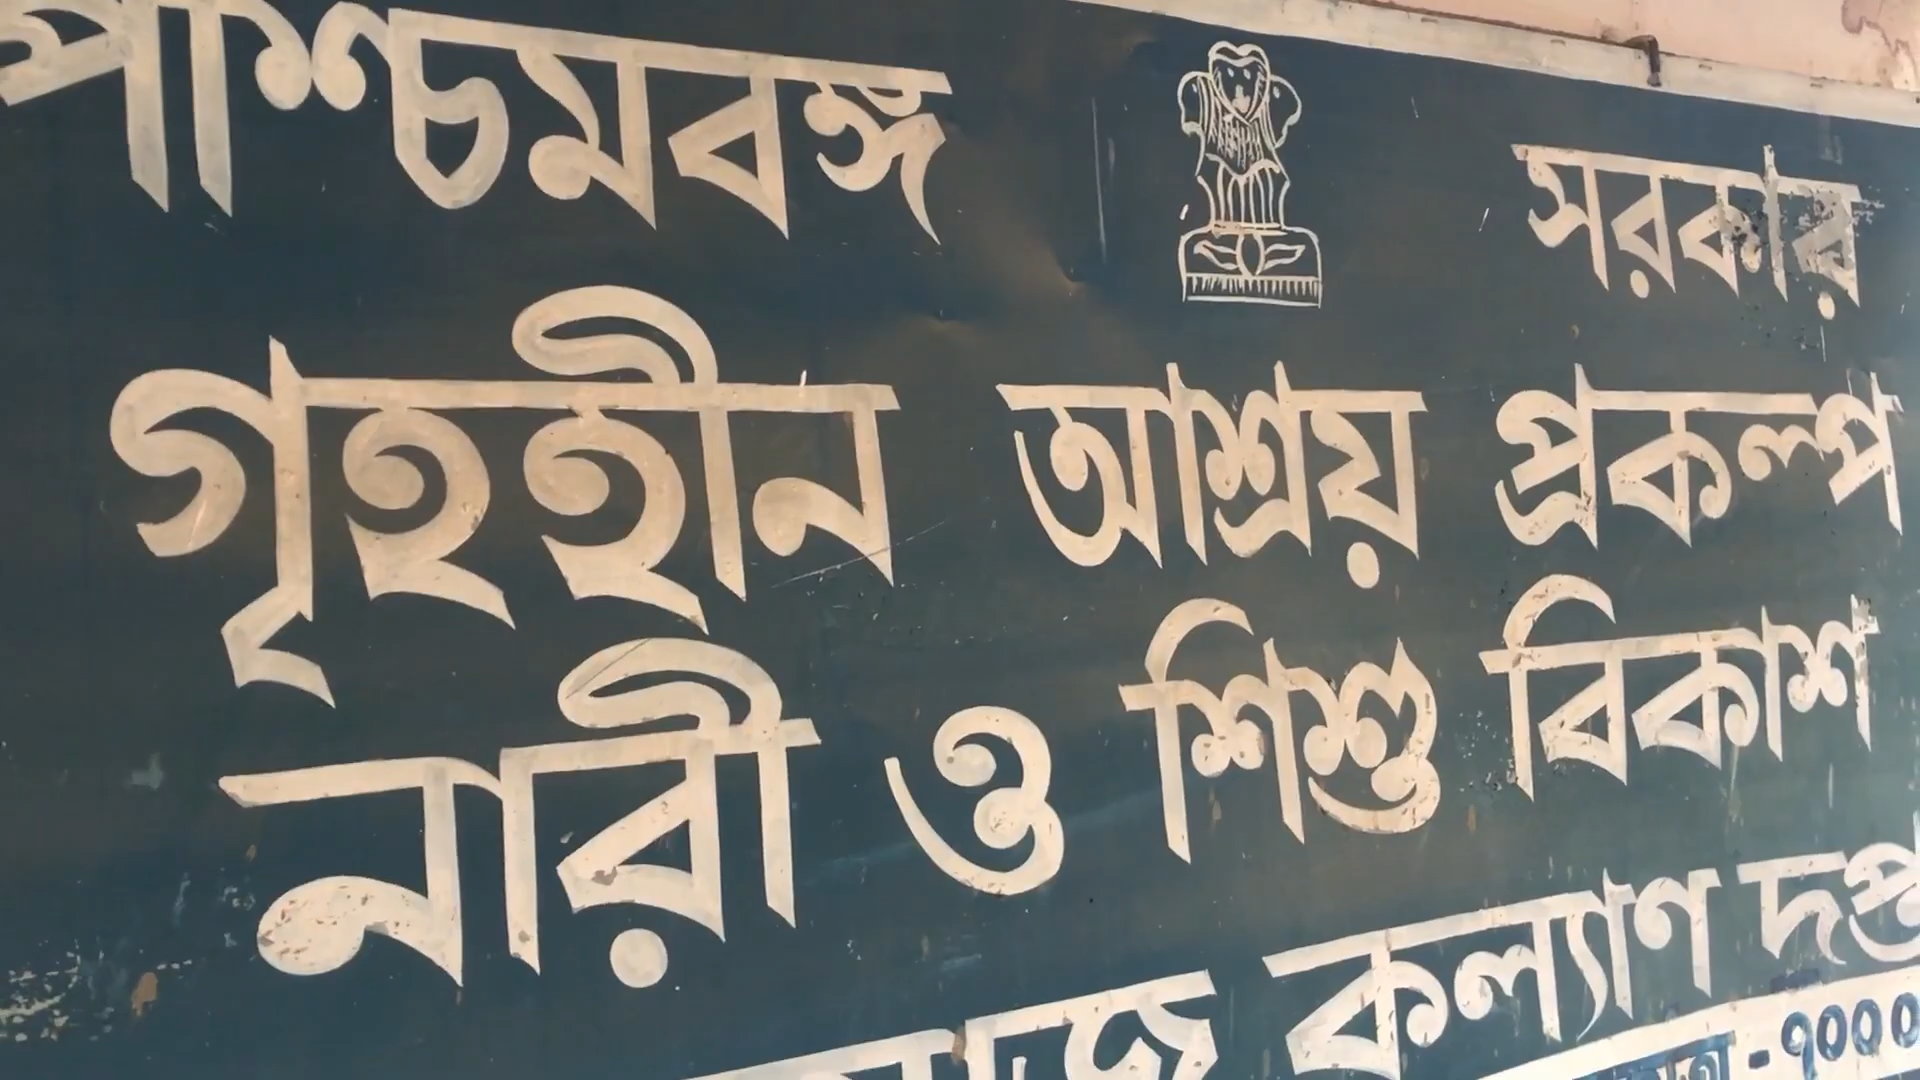 পশ্চিমবঙ্গ সরকার
গৃহহীন আশ্রয় প্রকল্প
নারী ও শিশু বিকাশ
কল্যাণ